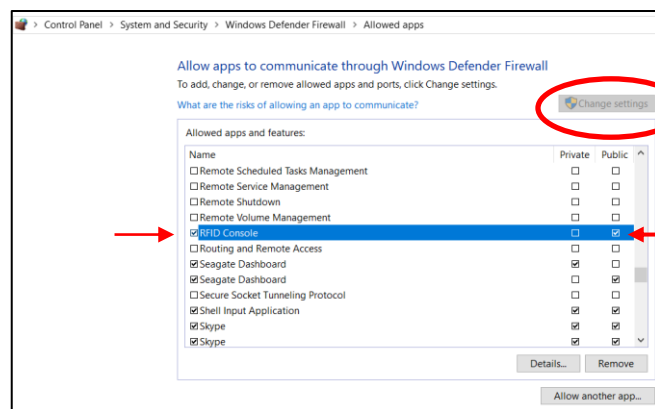 Control Panel > System and Security > Windows Defender Firewall > Allowed apps
Allow apps to communicate through Windows Defender Firewall
To add, change, or remove allowed apps and ports, click Change settings.
What are the risks of allowing an app to communicate?
Change settings
Allowed apps and features:
Name Private Public
Remote Scheduled Tasks Management
Remote Service Management
Remote Shutdown
Remote Volume Management
RFID Console
Routing and Remote Access
Seagate Dashboard
Seagate Dashboard
Secure Socket Tunneling Protocol
Shell Input Application
Skype
Skype
Details... Remove
Allow another app...